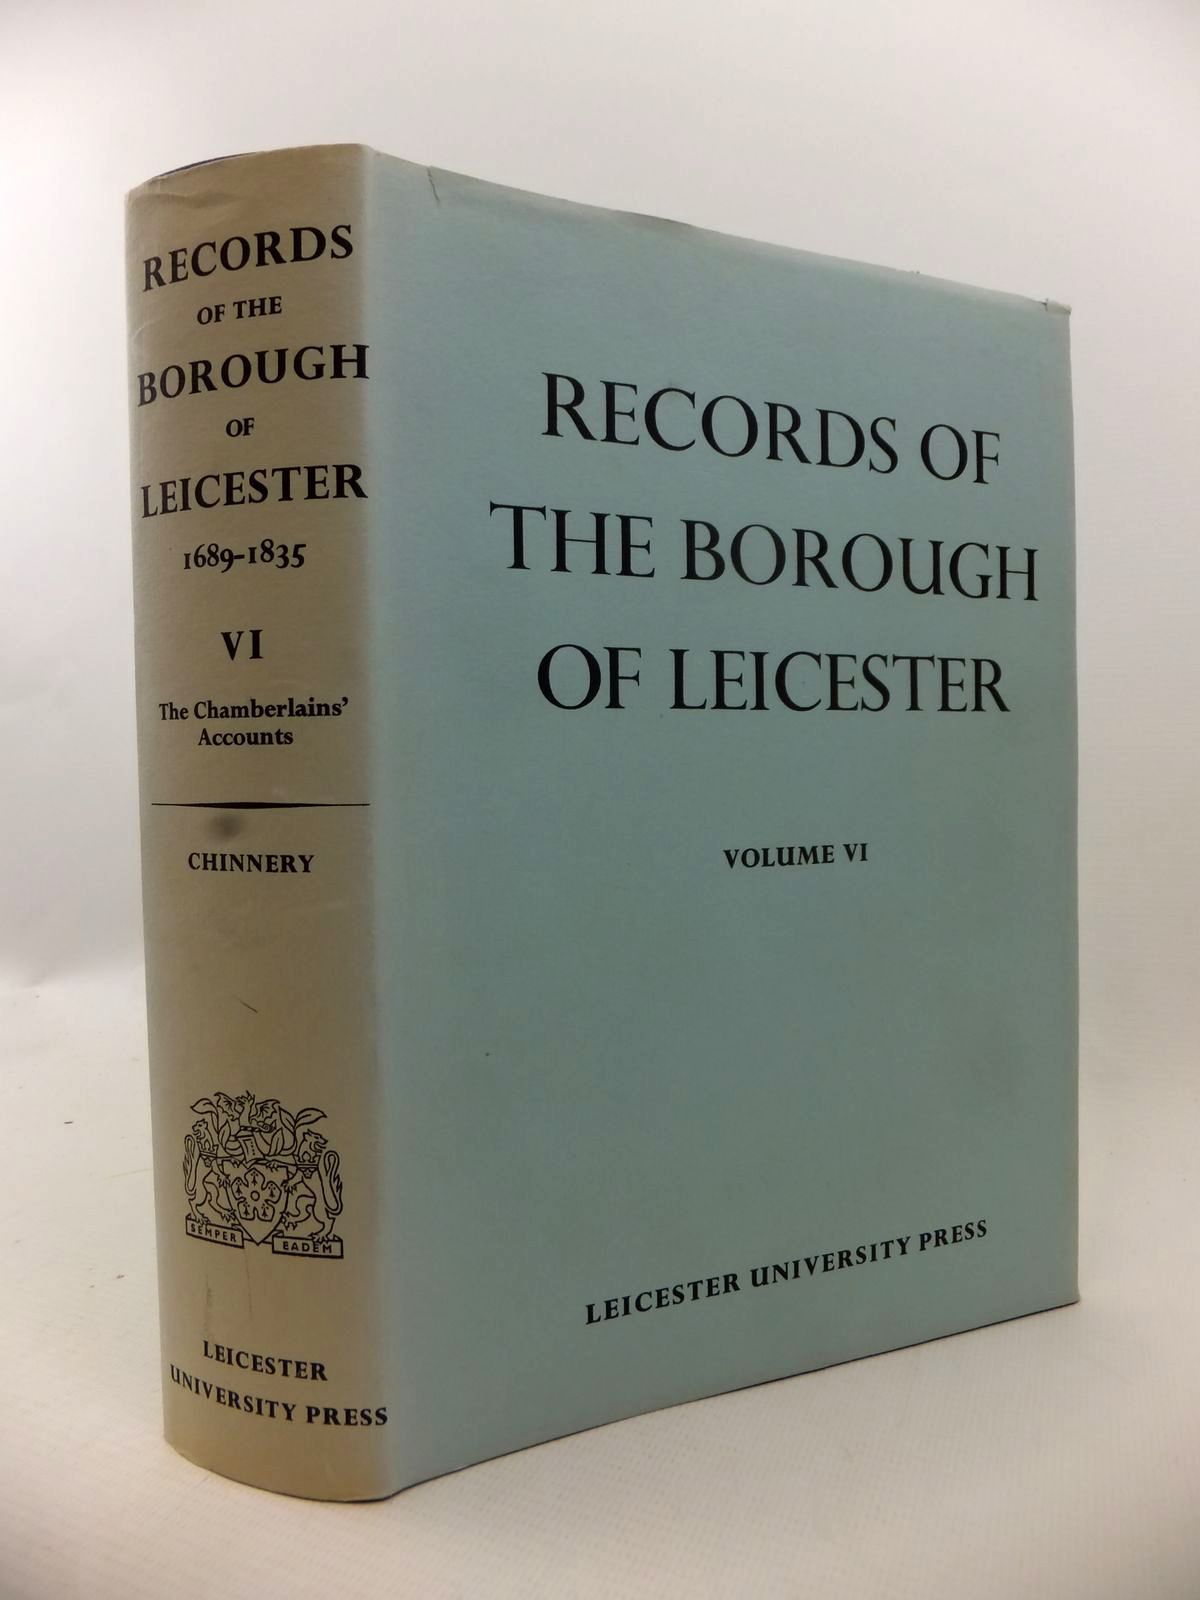 RECORDS
OF THE
BOROUGH
OF
LEICESTER
1689-1835
VI
The Chamberlains'
Accounts
CHINNERY
SEMPER
EADEM
LEICESTER
UNIVERSITY PRESS
RECORDS OF
THE BOROUGH
OF LEICESTER
VOLUME VI
LEICESTER UNIVERSITY PRESS